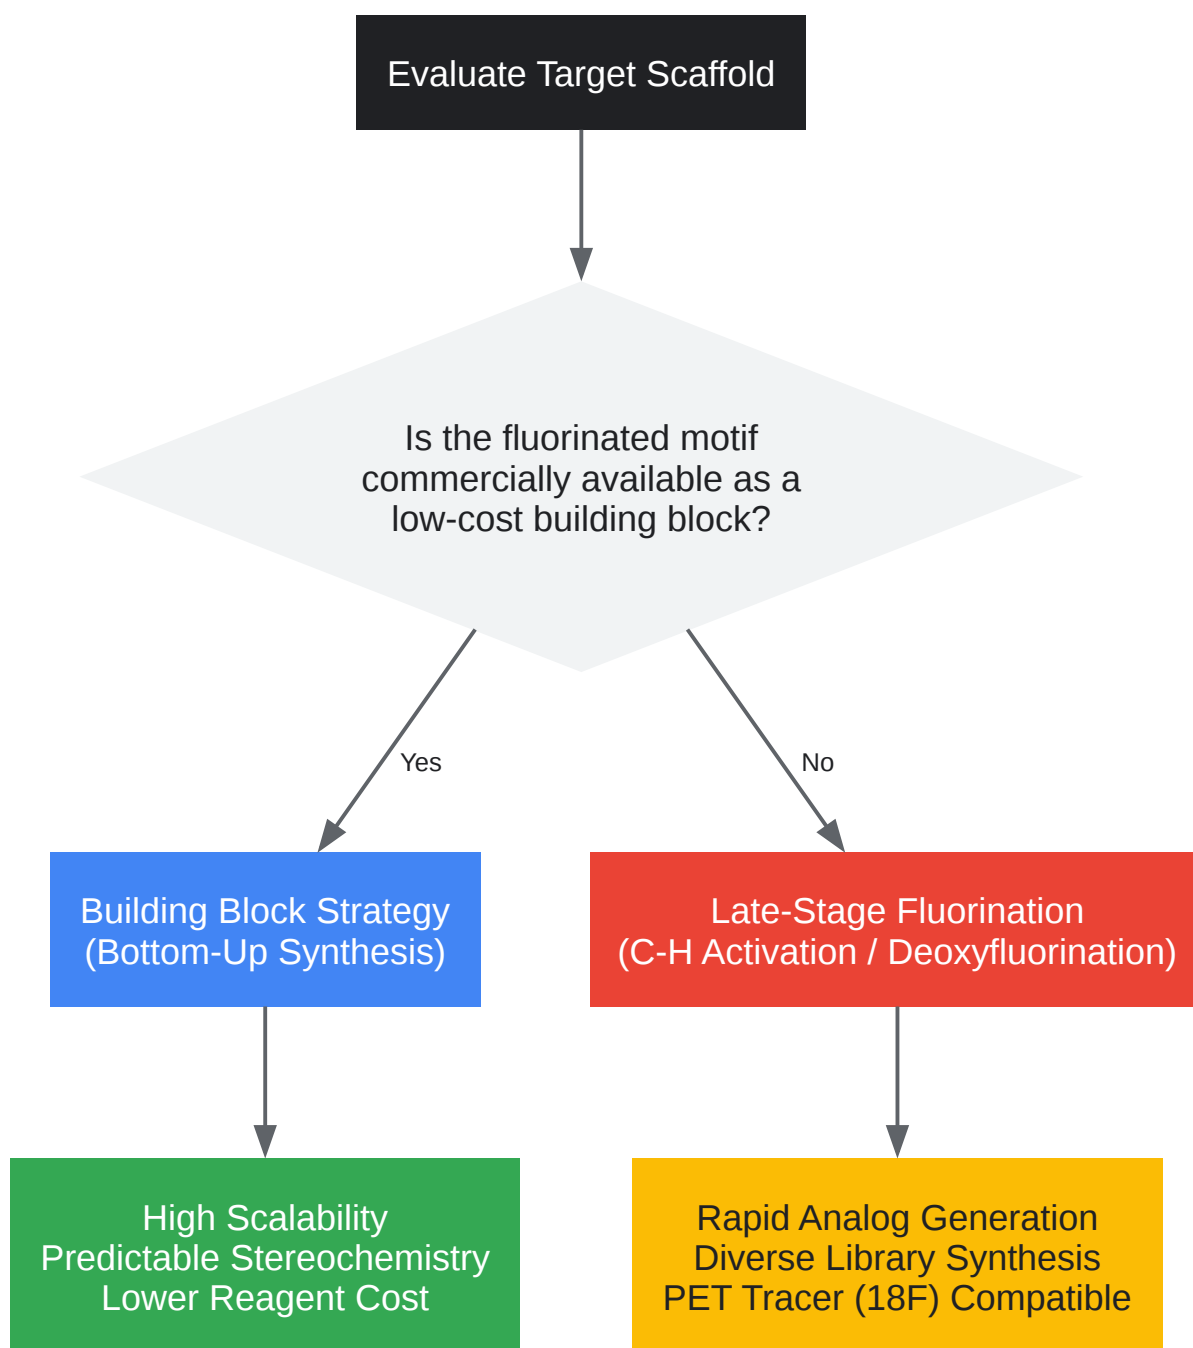 Evaluate Target Scaffold
Is the fluorinated motif
commercially available as a
low-cost building block?
Yes
No
Building Block Strategy
(Bottom-Up Synthesis)
Late-Stage Fluorination
(C-H Activation / Deoxyfluorination)
High Scalability
Predictable Stereochemistry
Lower Reagent Cost
Rapid Analog Generation
Diverse Library Synthesis
PET Tracer (18F) Compatible